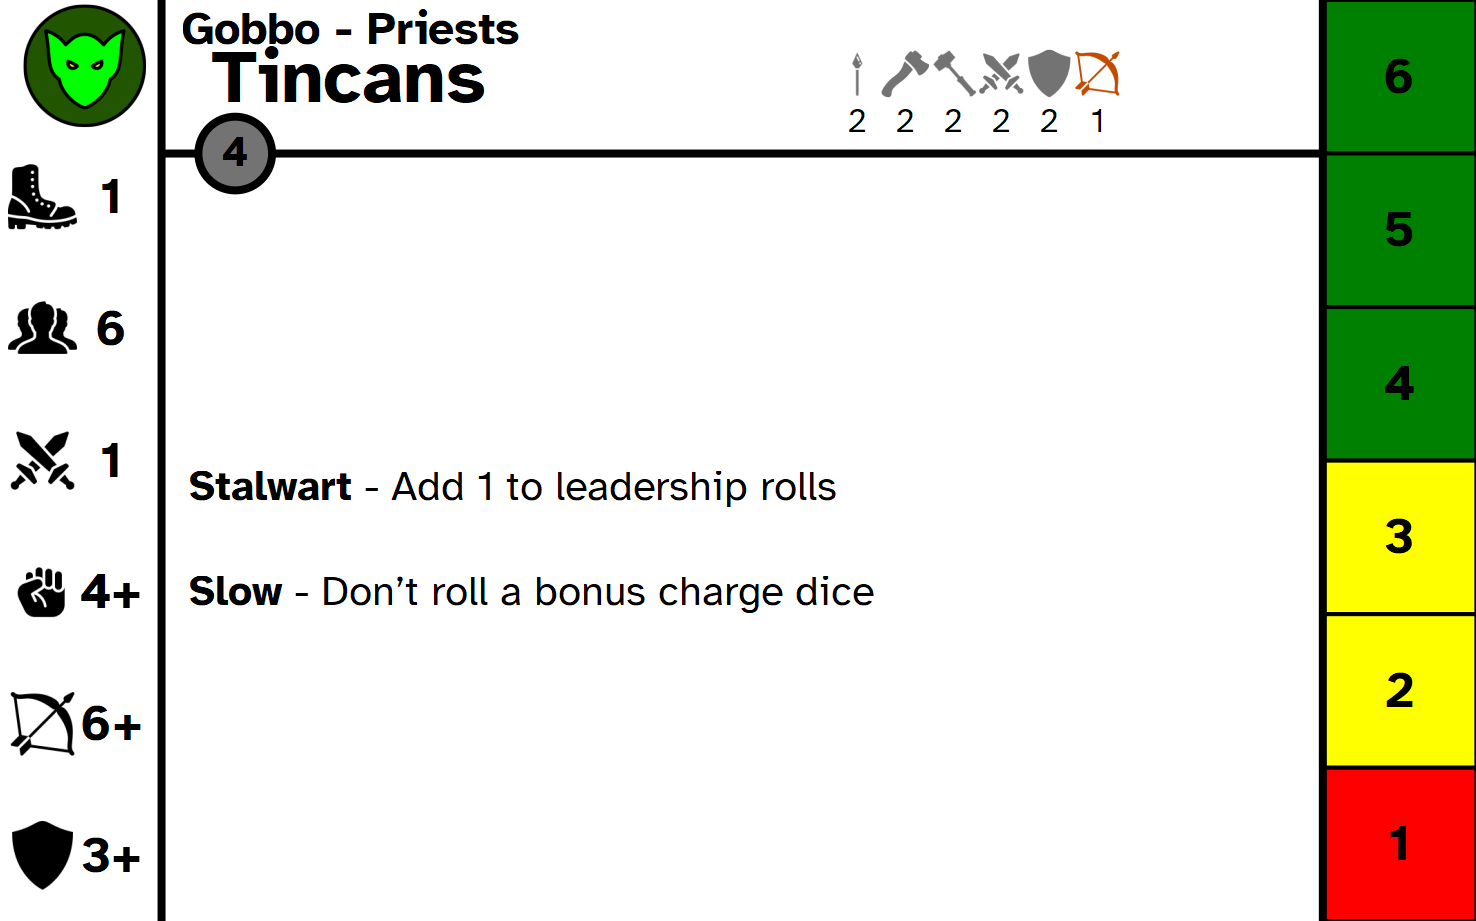 Gobbo - Priests
Tincans
2 2 2 2 2 1
4
1
6
1
4+
6+
3+
Stalwart - Add 1 to leadership rolls
Slow - Don’t roll a bonus charge dice
6
5
4
3
2
1